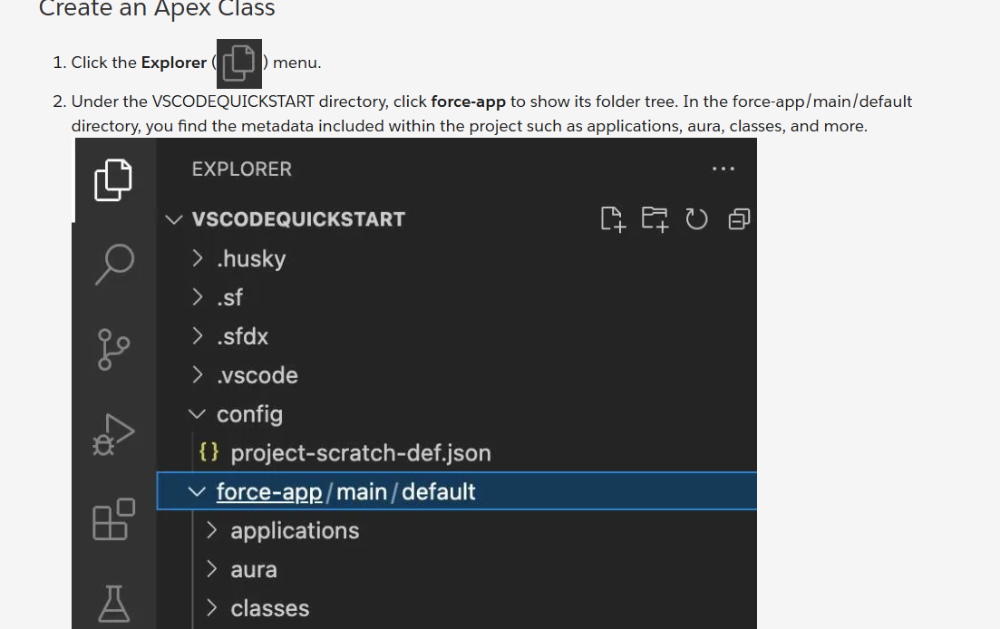 Create an Apex Class
1. Click the Explorer ( ) menu.
2. Under the VSCODEQUICKSTART directory, click force-app to show its folder tree. In the force-app/main/default
directory, you find the metadata included within the project such as applications, aura, classes, and more.
EXPLORER
VSCODEQUICKSTART
.husky
.sf
.sfdx
.vscode
config
{} project-scratch-def.json
force-app/main/default
applications
aura
classes